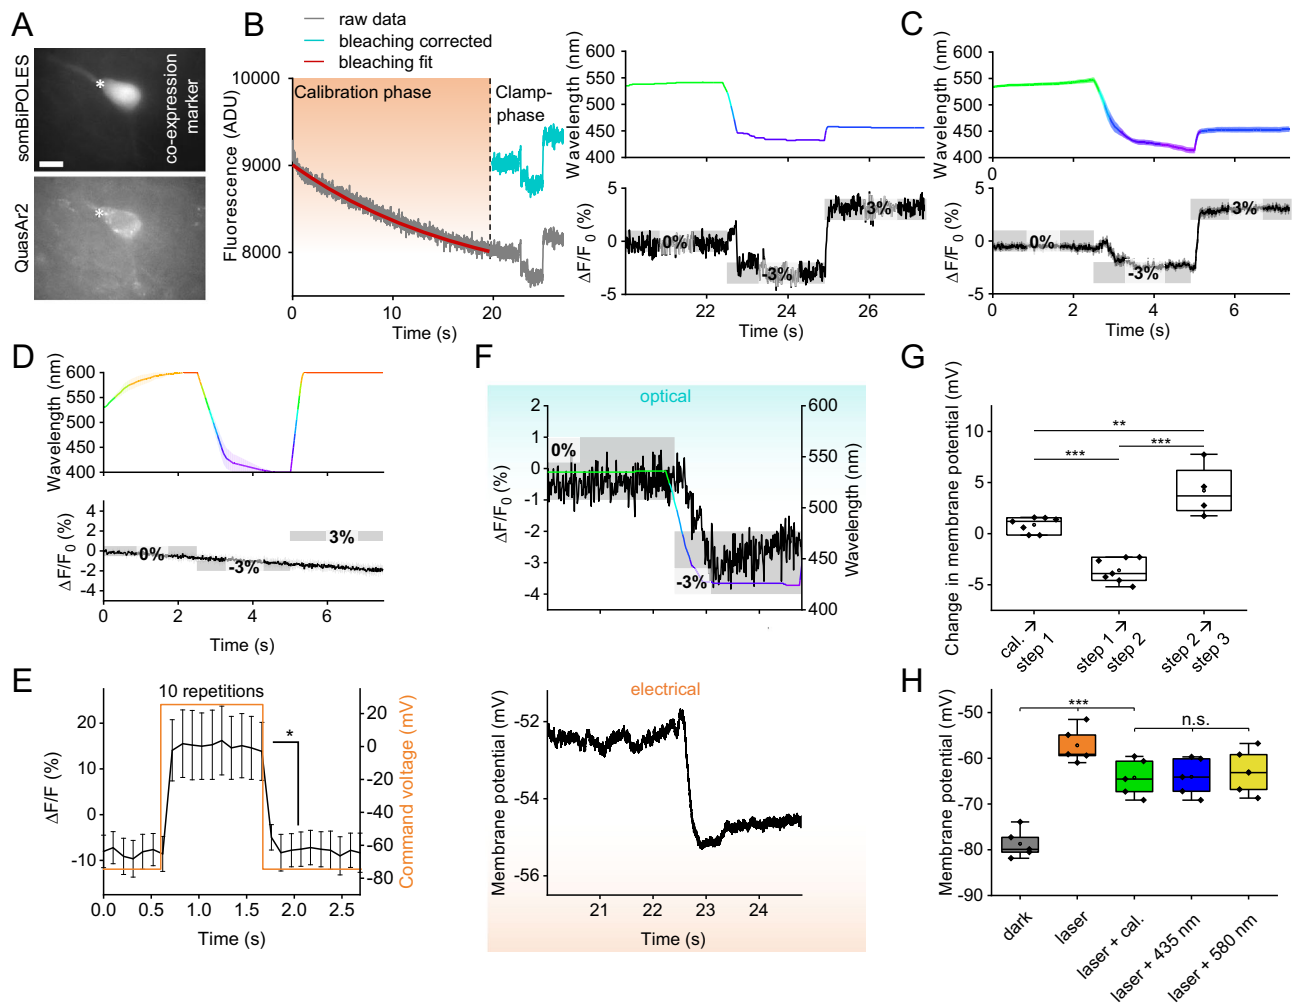 A
somBiPOLES
co-expression
marker
*
QuasAr2
*
B
raw data
bleaching corrected
bleaching fit
Fluorescence (ADU)
10000
9000
8000
Calibration phase
Clamp-
phase
0
10
20
Time (s)
Wavelength (nm)
600
550
500
450
400
ΔF/F0 (%)
5
0
-5
0%
-3%
3%
22
24
26
Time (s)
C
Wavelength (nm)
600
550
500
450
400
0
ΔF/F0 (%)
5
0
-5
0%
-3%
3%
0
2
4
6
Time (s)
D
Wavelength (nm)
600
550
500
450
400
ΔF/F0 (%)
4
2
0
-2
-4
0%
-3%
3%
0
2
4
6
Time (s)
E
10 repetitions
*
ΔF/F (%)
20
10
0
-10
Command voltage (mV)
20
0
-20
-40
-60
-80
0.0
0.5
1.0
1.5
2.0
2.5
Time (s)
F
optical
ΔF/F0 (%)
2
1
0
-1
-2
-3
-4
0%
-3%
Wavelength (nm)
600
550
500
450
400
electrical
Membrane potential (mV)
-52
-54
-56
21
22
23
24
Time (s)
G
Change in membrane potential (mV)
10
5
0
-5
**
***
***
cal. ↗
step 1
step 1 ↗
step 2
step 2 ↗
step 3
H
Membrane potential (mV)
-50
-60
-70
-80
-90
***
n.s.
dark
laser
laser + cal.
laser + 435 nm
laser + 580 nm